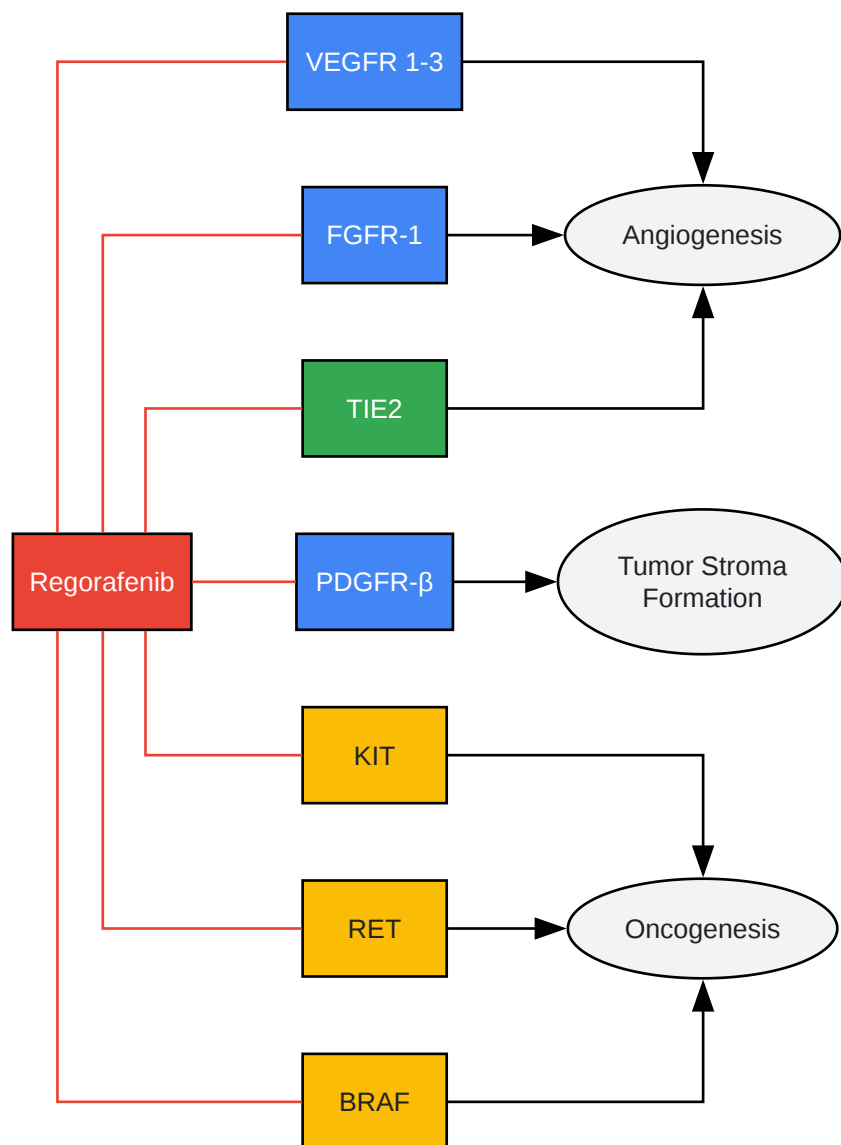 VEGFR 1-3
FGFR-1
Angiogenesis
TIE2
Regorafenib
PDGFR-β
Tumor Stroma
Formation
KIT
RET
Oncogenesis
BRAF